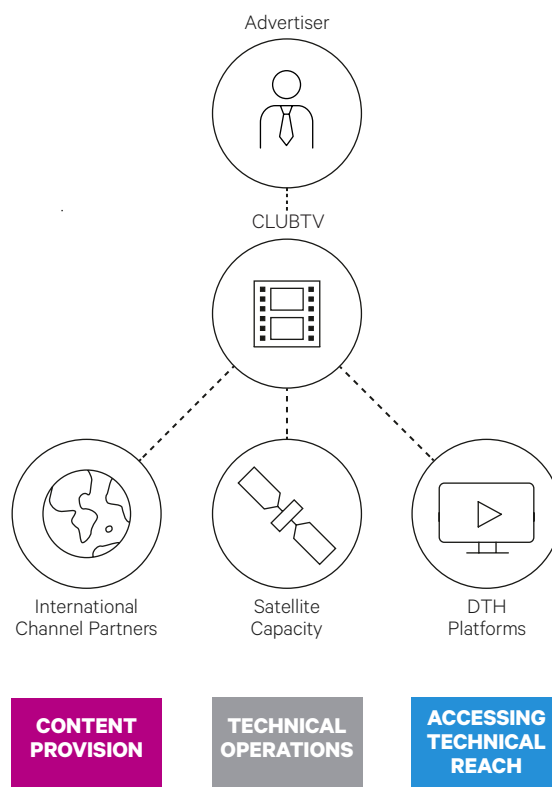 Advertiser
CLUBTV
International
Channel Partners
Satellite
Capacity
DTH
Platforms
CONTENT
PROVISION
TECHNICAL
OPERATIONS
ACCESSING
TECHNICAL
REACH